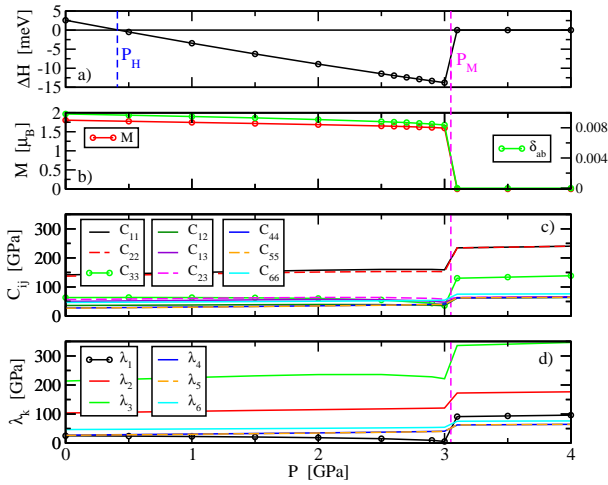 5
0
-5
-10
-15
ΔH [meV]
P_H
P_M
a)
2
1.5
1
0.5
0
M [μ_B]
M
δ_ab
0.008
0.004
0
b)
300
200
100
0
C_ij [GPa]
C_11 C_12 C_44
C_22 C_13 C_55
C_33 C_23 C_66
c)
300
200
100
0
λ_k [GPa]
λ_1 λ_4
λ_2 λ_5
λ_3 λ_6
d)
0 1 2 3 4
P [GPa]